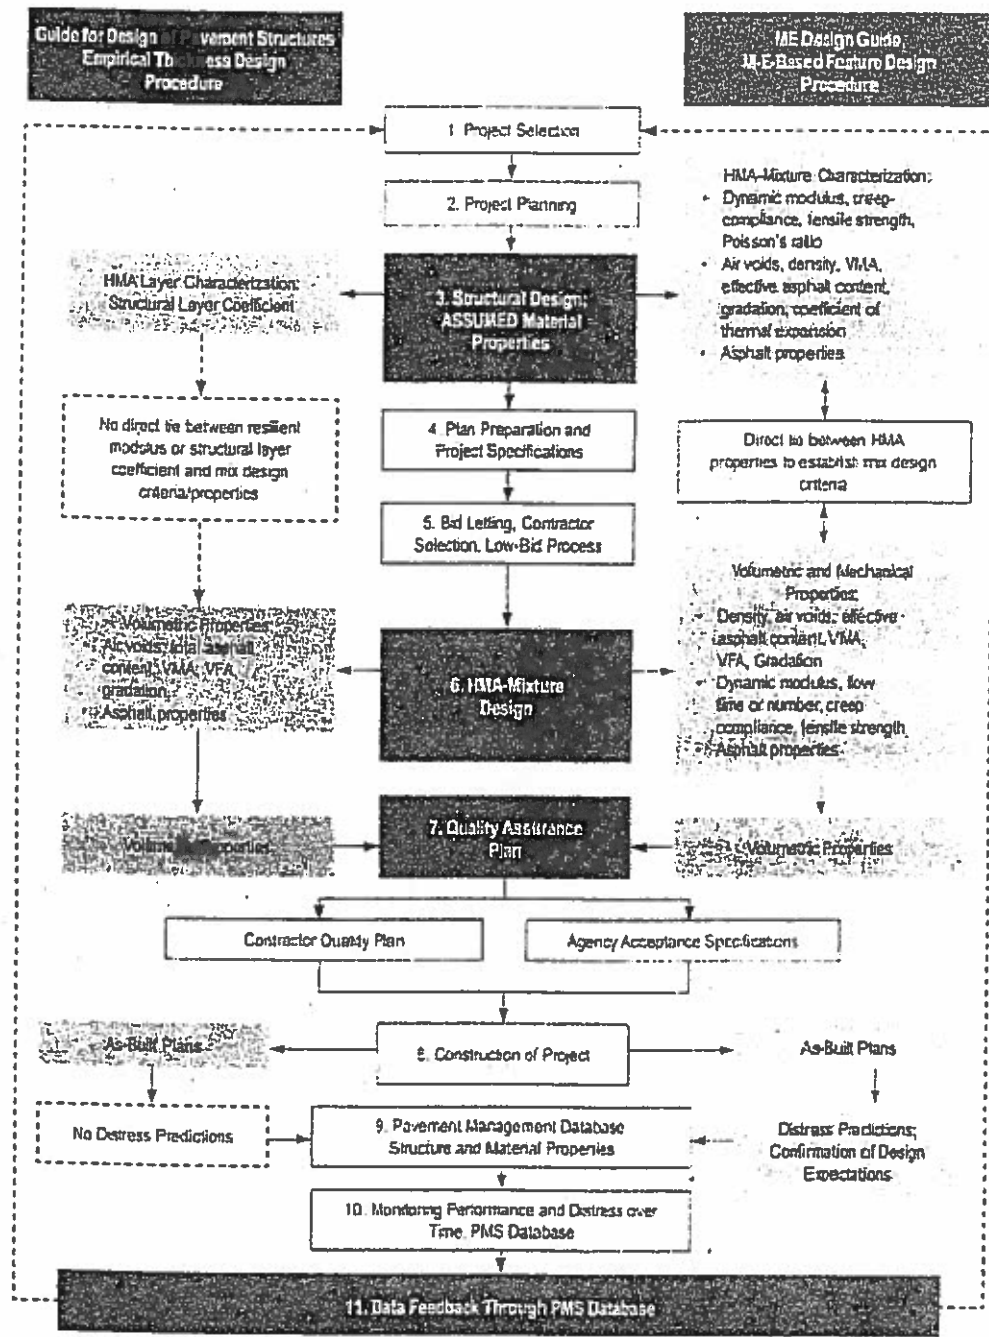 Guide for Design of Pavement Structures
Empirical Thickness Design
Procedure
ME Design Guide
M-E-Based Feature Design
Procedure
1. Project Selection
2. Project Planning
HMA-Mixture Characterization:
• Dynamic modulus, creep-
compliance, tensile strength,
Poisson's ratio
• Air voids, density, VMA,
effective asphalt content,
gradation, coefficient of
thermal expansion
• Asphalt properties
HMA Layer Characterization:
Structural Layer Coefficient
3. Structural Design;
ASSUMED Material
Properties
No direct tie between resilient
modulus or structural layer
coefficient and mix design
criteria/properties
4. Plan Preparation and
Project Specifications
Direct tie between HMA
properties to establish mix design
criteria
5. Bid Letting, Contractor
Selection, Low-Bid Process
Volumetric and Mechanical
Properties;
• Density, air voids, effective
asphalt content, VMA,
VFA, Gradation
• Dynamic modulus, flow
time or number, creep
compliance, tensile strength
• Asphalt properties
• Volumetric Properties
• Air voids, total asphalt
content, VMA, VFA,
gradation
• Asphalt properties
6. HMA-Mixture
Design
Volumetric Properties
7. Quality Assurance
Plan
Volumetric Properties
Contractor Quality Plan
Agency Acceptance Specifications
As-Built Plans
8. Construction of Project
As-Built Plans
No Distress Predictions
9. Pavement Management Database
Structure and Material Properties
Distress Predictions;
Confirmation of Design
Expectations
10. Monitoring Performance and Distress over
Time, PMS Database
11. Data Feedback Through PMS Database